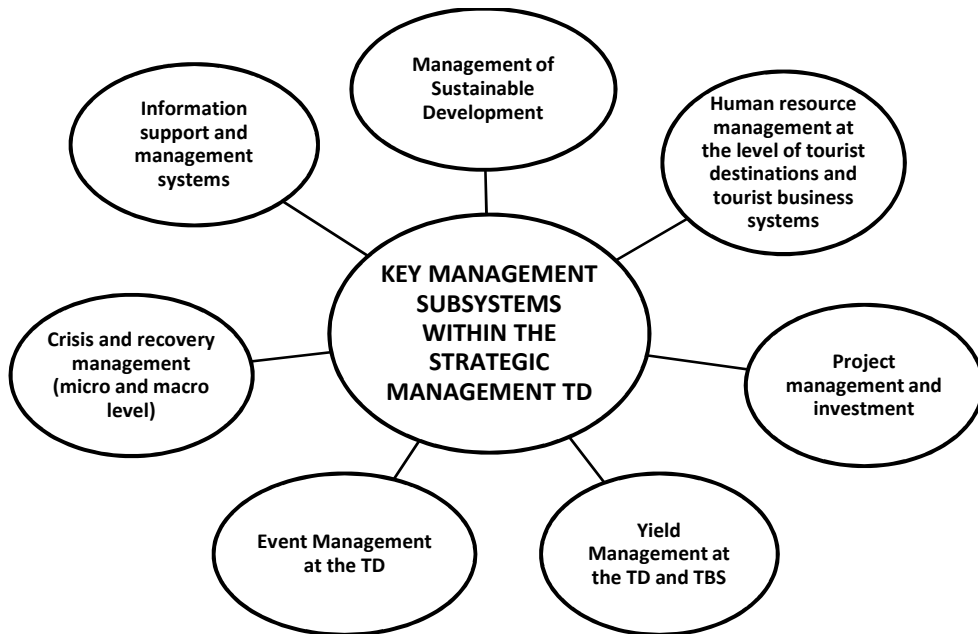 Management of
Sustainable
Development
Information
support and
management
systems
Human resource
management at
the level of tourist
destinations and
tourist business
systems
KEY MANAGEMENT
SUBSYSTEMS
WITHIN THE
STRATEGIC
MANAGEMENT TD
Crisis and recovery
management
(micro and macro
level)
Project
management and
investment
Event Management
at the TD
Yield
Management at
the TD and TBS